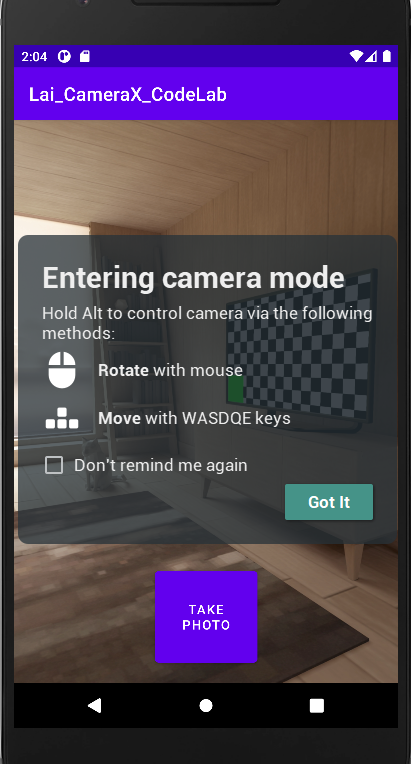 2:04
Lai_CameraX_CodeLab
Entering camera mode
Hold Alt to control camera via the following
methods:
Rotate with mouse
Move with WASDQE keys
Don't remind me again
Got It
TAKE
PHOTO